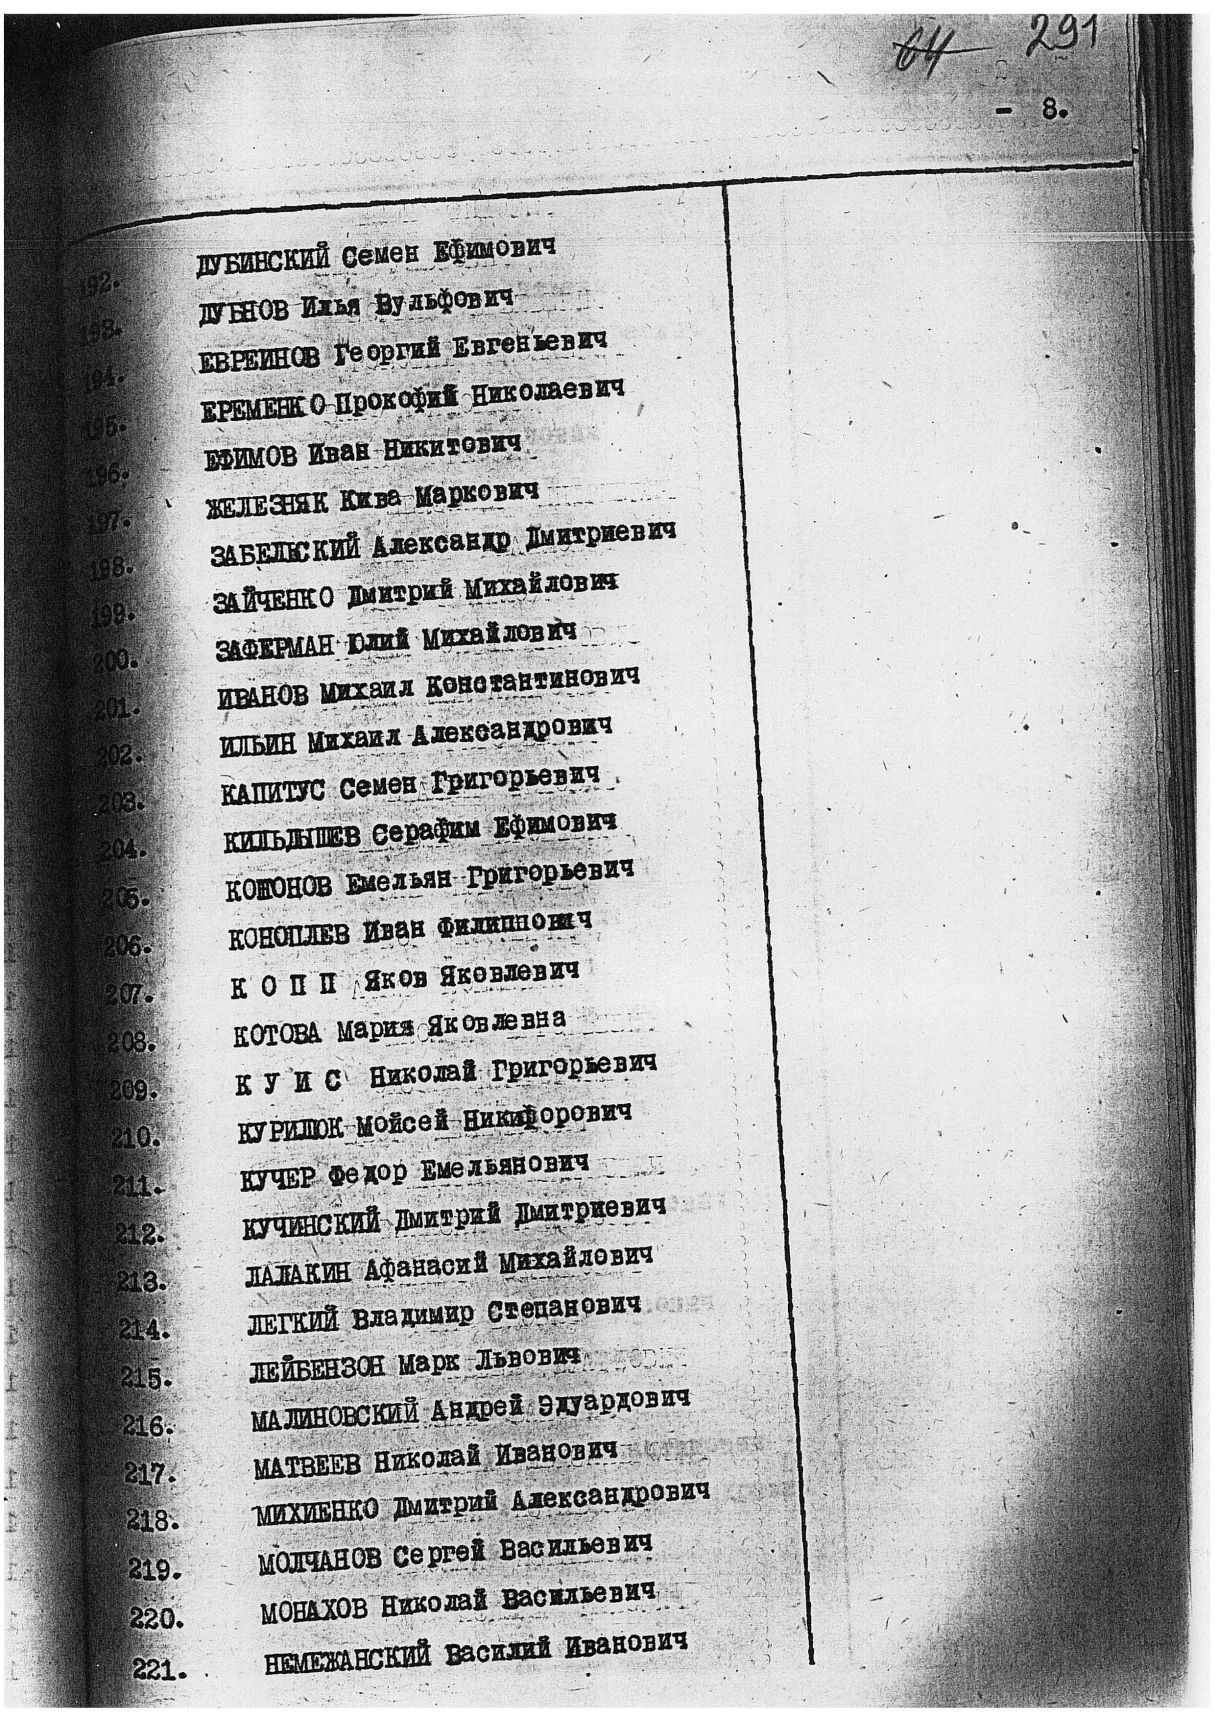 64 291
- 8.
192. ДУБИНСКИЙ Семен Ефимович
193. ДУБНОВ Илья Вульфович
194. ЕВРЕИНОВ Георгий Евгеньевич
195. ЕРЕМЕНКО Прокофий Николаевич
196. ЕФИМОВ Иван Никитович
197. ЖЕЛЕЗНЯК Кива Маркович
198. ЗАБЕЛЬСКИЙ Александр Дмитриевич
199. ЗАЙЧЕНКО Дмитрий Михайлович
200. ЗАФЕРМАН Юлий Михайлович
201. ИВАНОВ Михаил Константинович
202. ИЛЬИН Михаил Александрович
203. КАПИТУС Семен Григорьевич
204. КИЛЬДЫШЕВ Серафим Ефимович
205. Емельян Григорьевич
206. КОНОПЛЕВ Иван Филиппович
207. К О П П Яков Яковлевич
208. КОТОВА Мария Яковлевна
209. К У И С Николай Григорьевич
210. КУРИЛЮК Мойсей Никифорович
211. КУЧЕР Федор Емельянович
212. КУЧИНСКИЙ Дмитрий Дмитриевич
213. ЛАЛАКИН Афанасий Михайлович
214. ЛЕГКИЙ Владимир Степанович
215. ЛЕЙБЕНЗОН Марк Львович
216. МАЛИНОВСКИЙ Андрей Эдуардович
217. МАТВЕЕВ Николай Иванович
218. МИХИЕНКО Дмитрий Александрович
219. МОЛЧАНОВ Сергей Васильевич
220. МОНАХОВ Николай Васильевич
221. НЕМЕЖАНСКИЙ Василий Иванович